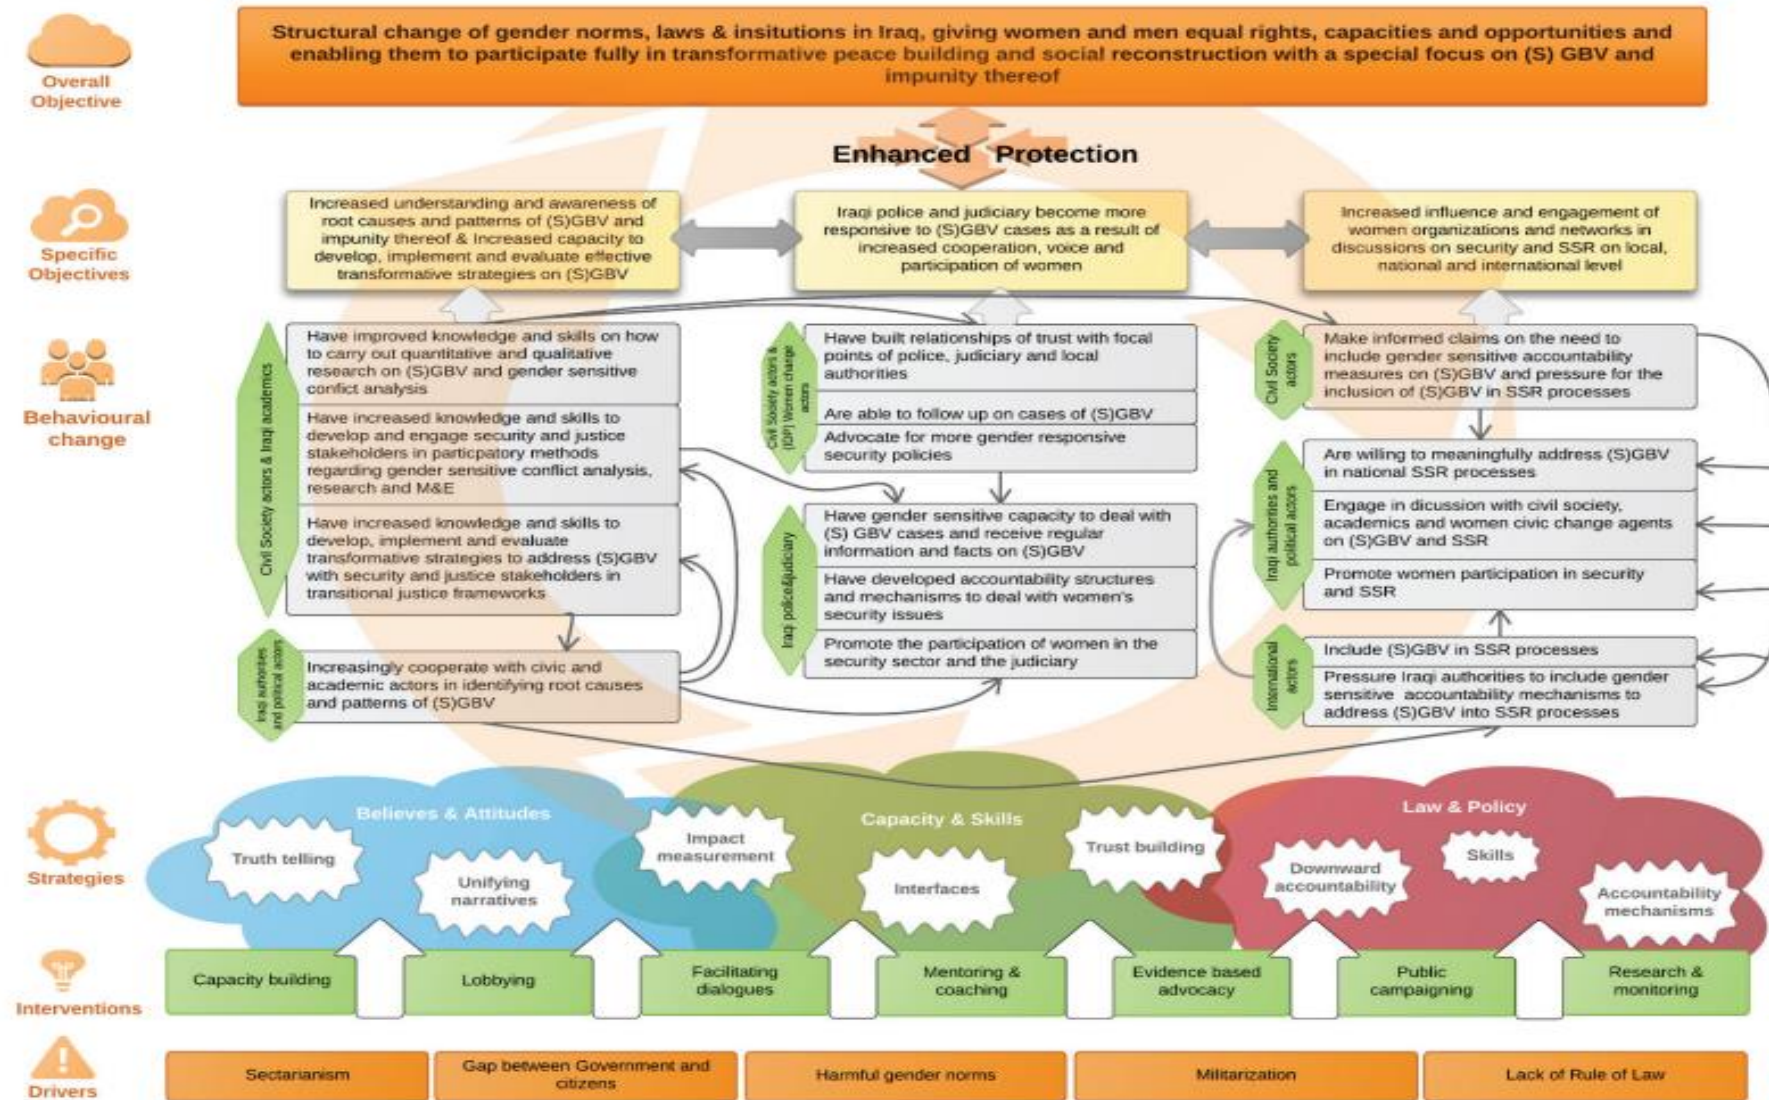 Overall
Objective
Structural change of gender norms, laws & insitutions in Iraq, giving women and men equal rights, capacities and opportunities and
enabling them to participate fully in transformative peace building and social reconstruction with a special focus on (S) GBV and
impunity thereof
Enhanced Protection
Specific
Objectives
Increased understanding and awareness of
root causes and patterns of (S)GBV and
impunity thereof & Increased capacity to
develop, implement and evaluate effective
transformative strategies on (S)GBV
Iraqi police and judiciary become more
responsive to (S)GBV cases as a result of
increased cooperation, voice and
participation of women
Increased influence and engagement of
women organizations and networks in
discussions on security and SSR on local,
national and international level
Behavioural
change
Civil Society actors & Iraqi academics
Have improved knowledge and skills on how
to carry out quantitative and qualitative
research on (S)GBV and gender sensitive
confict analysis
Have increased knowledge and skills to
develop and engage security and justice
stakeholders in particpatory methods
regarding gender sensitive conflict analysis,
research and M&E
Have increased knowledge and skills to
develop, implement and evaluate
transformative strategies to address (S)GBV
with security and justice stakeholders in
transitional justice frameworks
Iraqi authorities
and political actors
Increasingly cooperate with civic and
academic actors in identifying root causes
and patterns of (S)GBV
Civil Society actors &
(IDP) Women change
actors
Have built relationships of trust with focal
points of police, judiciary and local
authorities
Are able to follow up on cases of (S)GBV
Advocate for more gender responsive
security policies
Iraqi police&judiciary
Have gender sensitive capacity to deal with
(S) GBV cases and receive regular
information and facts on (S)GBV
Have developed accountability structures
and mechanisms to deal with women's
security issues
Promote the participation of women in the
security sector and the judiciary
Civil Society
actors
Make informed claims on the need to
include gender sensitive accountability
measures on (S)GBV and pressure for the
inclusion of (S)GBV in SSR processes
Iraqi authorities and
political actors
Are willing to meaningfully address (S)GBV
in national SSR processes
Engage in dicussion with civil society,
academics and women civic change agents
on (S)GBV and SSR
Promote women participation in security
and SSR
International
actors
Include (S)GBV in SSR processes
Pressure Iraqi authorities to include gender
sensitive accountability mechanisms to
address (S)GBV into SSR processes
Strategies
Believes & Attitudes
Truth telling
Unifying
narratives
Impact
measurement
Capacity & Skills
Interfaces
Trust building
Law & Policy
Downward
accountability
Skills
Accountability
mechanisms
Interventions
Capacity building
Lobbying
Facilitating
dialogues
Mentoring &
coaching
Evidence based
advocacy
Public
campaigning
Research &
monitoring
Drivers
Sectarianism
Gap between Government and
citizens
Harmful gender norms
Militarization
Lack of Rule of Law